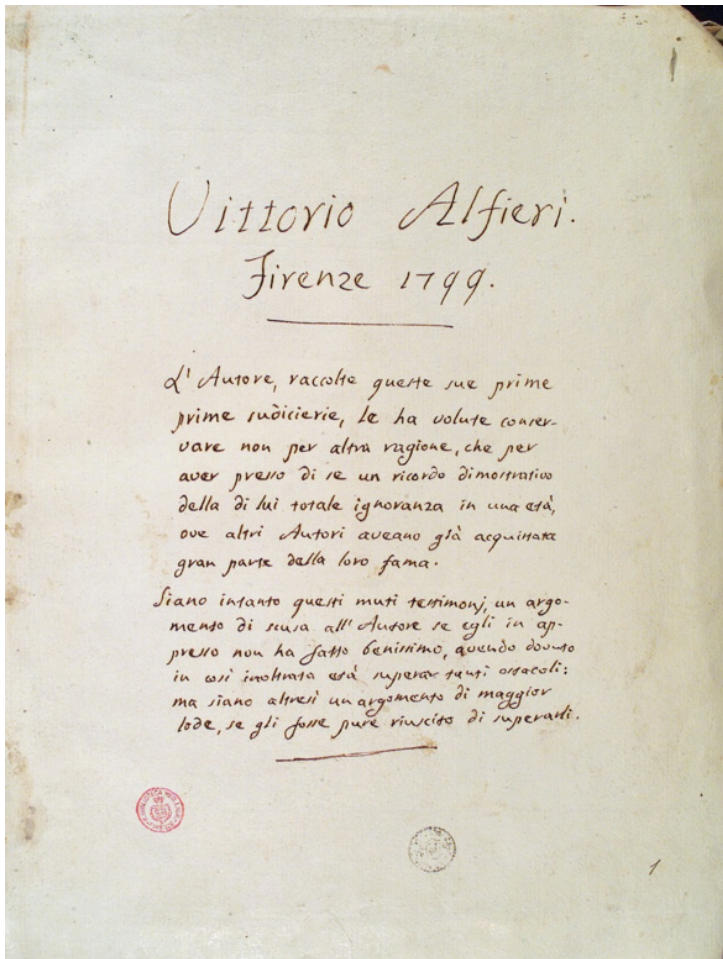 Vittorio Alfieri.
Firenze 1799.
L'Autore, raccolte queste sue prime
prime sudicierie, le ha volute conser-
vare non per altra ragione, che per
aver presso di se un ricordo dimostrativo
della di lui totale ignoranza in una età,
ove altri Autori aveano già acquistata
gran parte della loro fama.
Siano intanto questi muti testimonj, un argo-
mento di scusa all'Autore se egli in ap-
presso non ha fatto benissimo, avendo dovuto
in così inoltrata età superar tanti ostacoli:
ma siano altresì un argomento di maggior
lode, se gli fosse pure riuscito di superarli.
1